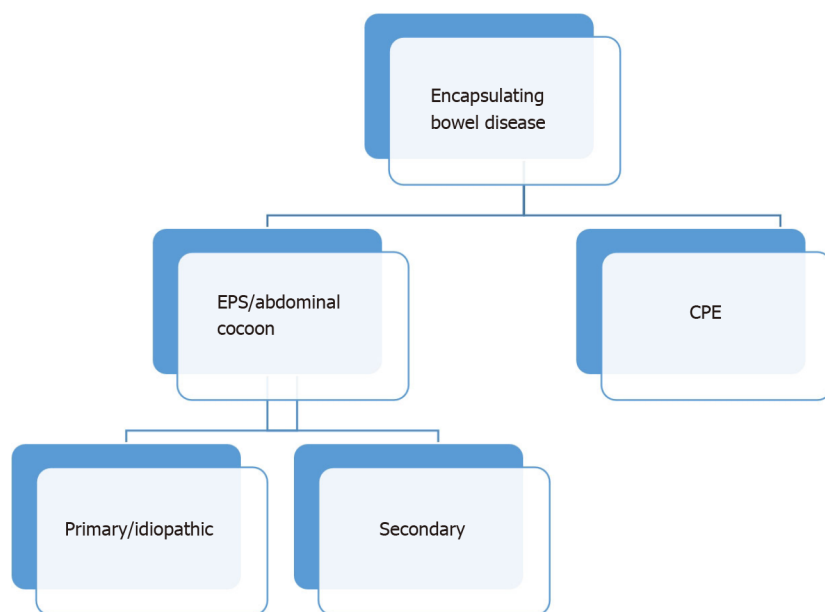 Encapsulating
bowel disease
EPS/abdominal
cocoon
CPE
Primary/idiopathic
Secondary